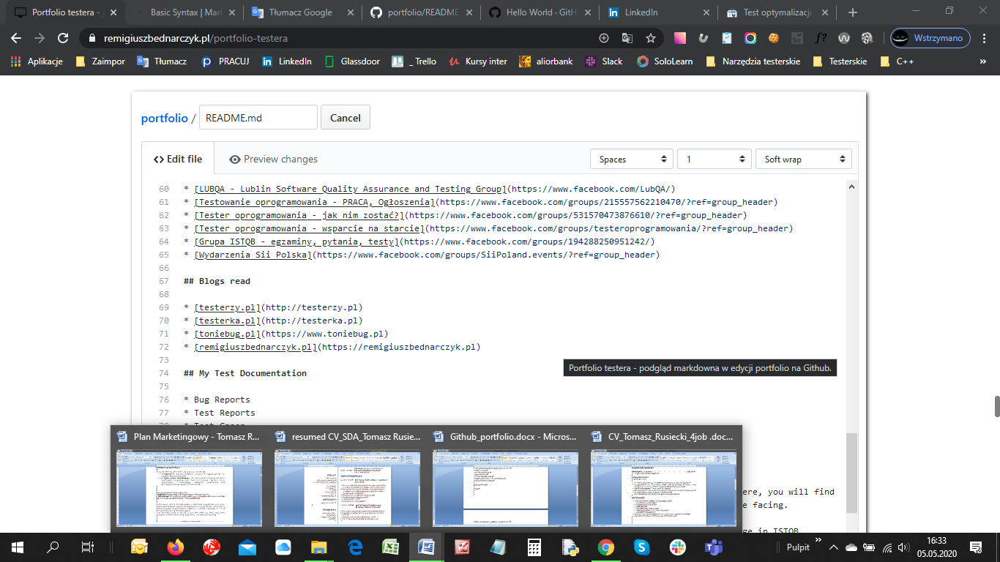 Portfolio testera -
Basic Syntax | Mar
Tłumacz Google
portfolio/README
Hello World · GitH
LinkedIn
Test optymalizacji
remigiuszbednarczyk.pl/portfolio-testera
Wstrzymano
Aplikacje
Zaimpor
Tłumacz
PRACUJ
LinkedIn
Glassdoor
_ Trello
Kursy inter
aliorbank
Slack
SoloLearn
Narzędzia testerskie
Testerskie
C++
»
portfolio / README.md Cancel
<> Edit file
Preview changes
Spaces
1
Soft wrap
60 * [LUBQA - Lublin Software Quality Assurance and Testing Group](https://www.facebook.com/LubQA/)
61 * [Testowanie oprogramowania - PRACA, Ogłoszenia](https://www.facebook.com/groups/215557562210470/?ref=group_header)
62 * [Tester oprogramowania - jak nim zostać?](https://www.facebook.com/groups/531570473876610/?ref=group_header)
63 * [Tester oprogramowania - wsparcie na starcie](https://www.facebook.com/groups/testeroprogramowania/?ref=group_header)
64 * [Grupa ISTQB - egzaminy, pytania, testy](https://www.facebook.com/groups/194288250951242/)
65 * [Wydarzenia Sii Polska](https://www.facebook.com/groups/SiiPoland.events/?ref=group_header)
66
67 ## Blogs read
68
69 * [testerzy.pl](http://testerzy.pl)
70 * [testerka.pl](http://testerka.pl)
71 * [toniebug.pl](https://www.toniebug.pl)
72 * [remigiuszbednarczyk.pl](https://remigiuszbednarczyk.pl)
73
Portfolio testera - podgląd markdowna w edycji portfolio na Github.
74 ## My Test Documentation
75
76 * Bug Reports
77 * Test Reports
78 * Test Cases
Plan Marketingowy - Tomasz R...
resumed CV_SDA_Tomasz Rusie...
Github_portfolio.docx - Micros...
CV_Tomasz_Rusiecki_4job .doc...
ere, you will find
e facing.
ge in ISTQB
Pulpit
»
16:33
05.05.2020